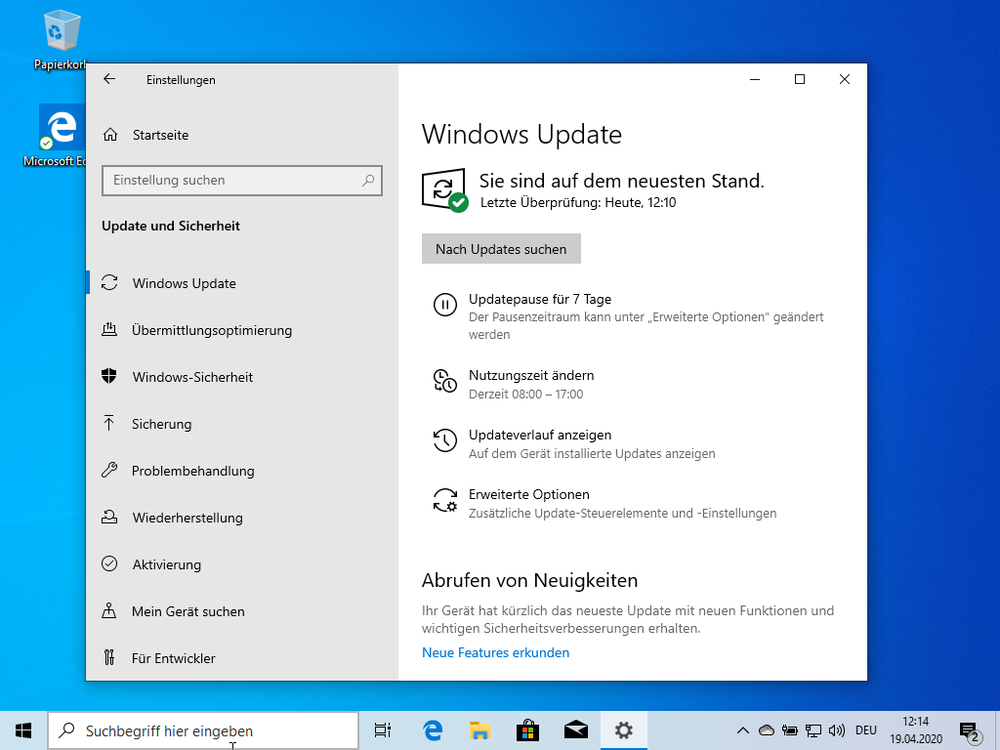 Papierkorb
Microsoft Ed
Einstellungen
Startseite
Einstellung suchen
Update und Sicherheit
Windows Update
Übermittlungsoptimierung
Windows-Sicherheit
Sicherung
Problembehandlung
Wiederherstellung
Aktivierung
Mein Gerät suchen
Für Entwickler
Windows Update
Sie sind auf dem neuesten Stand.
Letzte Überprüfung: Heute, 12:10
Nach Updates suchen
Updatepause für 7 Tage
Der Pausenzeitraum kann unter „Erweiterte Optionen“ geändert
werden
Nutzungszeit ändern
Derzeit 08:00 – 17:00
Updateverlauf anzeigen
Auf dem Gerät installierte Updates anzeigen
Erweiterte Optionen
Zusätzliche Update-Steuerelemente und -Einstellungen
Abrufen von Neuigkeiten
Ihr Gerät hat kürzlich das neueste Update mit neuen Funktionen und
wichtigen Sicherheitsverbesserungen erhalten.
Neue Features erkunden
Suchbegriff hier eingeben
DEU
12:14
19.04.2020
2